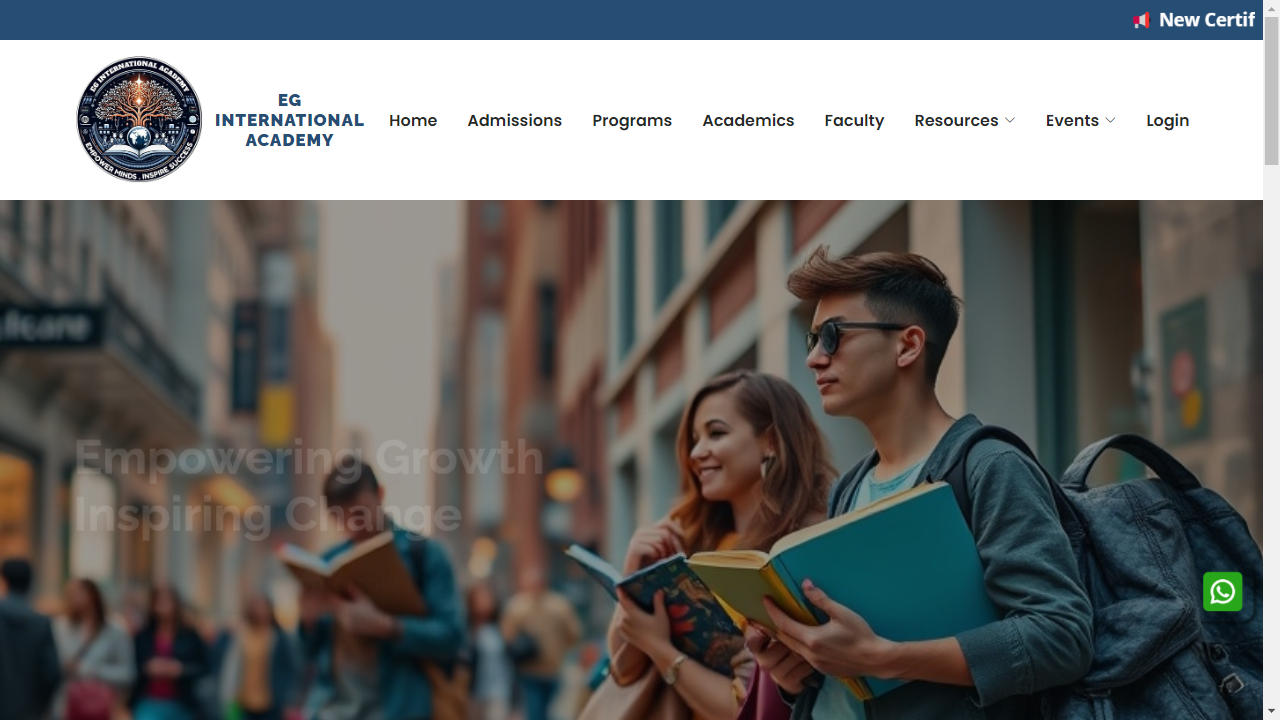 📢 New Certif
EG INTERNATIONAL ACADEMY
EMPOWER MINDS . INSPIRE SUCCESS
EG
INTERNATIONAL
ACADEMY
Home Admissions Programs Academics Faculty Resources Events Login
Empowering Growth
Inspiring Change